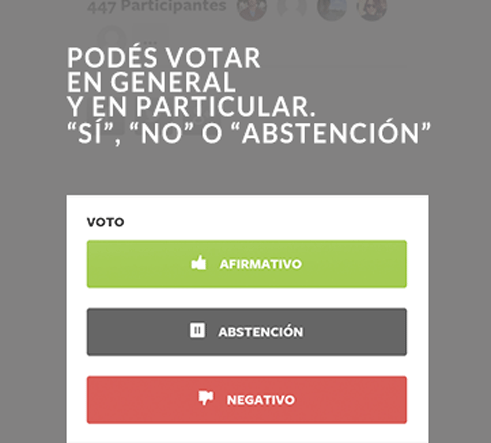 447 Participantes
PODÉS VOTAR
EN GENERAL
Y EN PARTICULAR.
“SÍ”, “NO” O “ABSTENCIÓN”
VOTO
AFIRMATIVO
ABSTENCIÓN
NEGATIVO